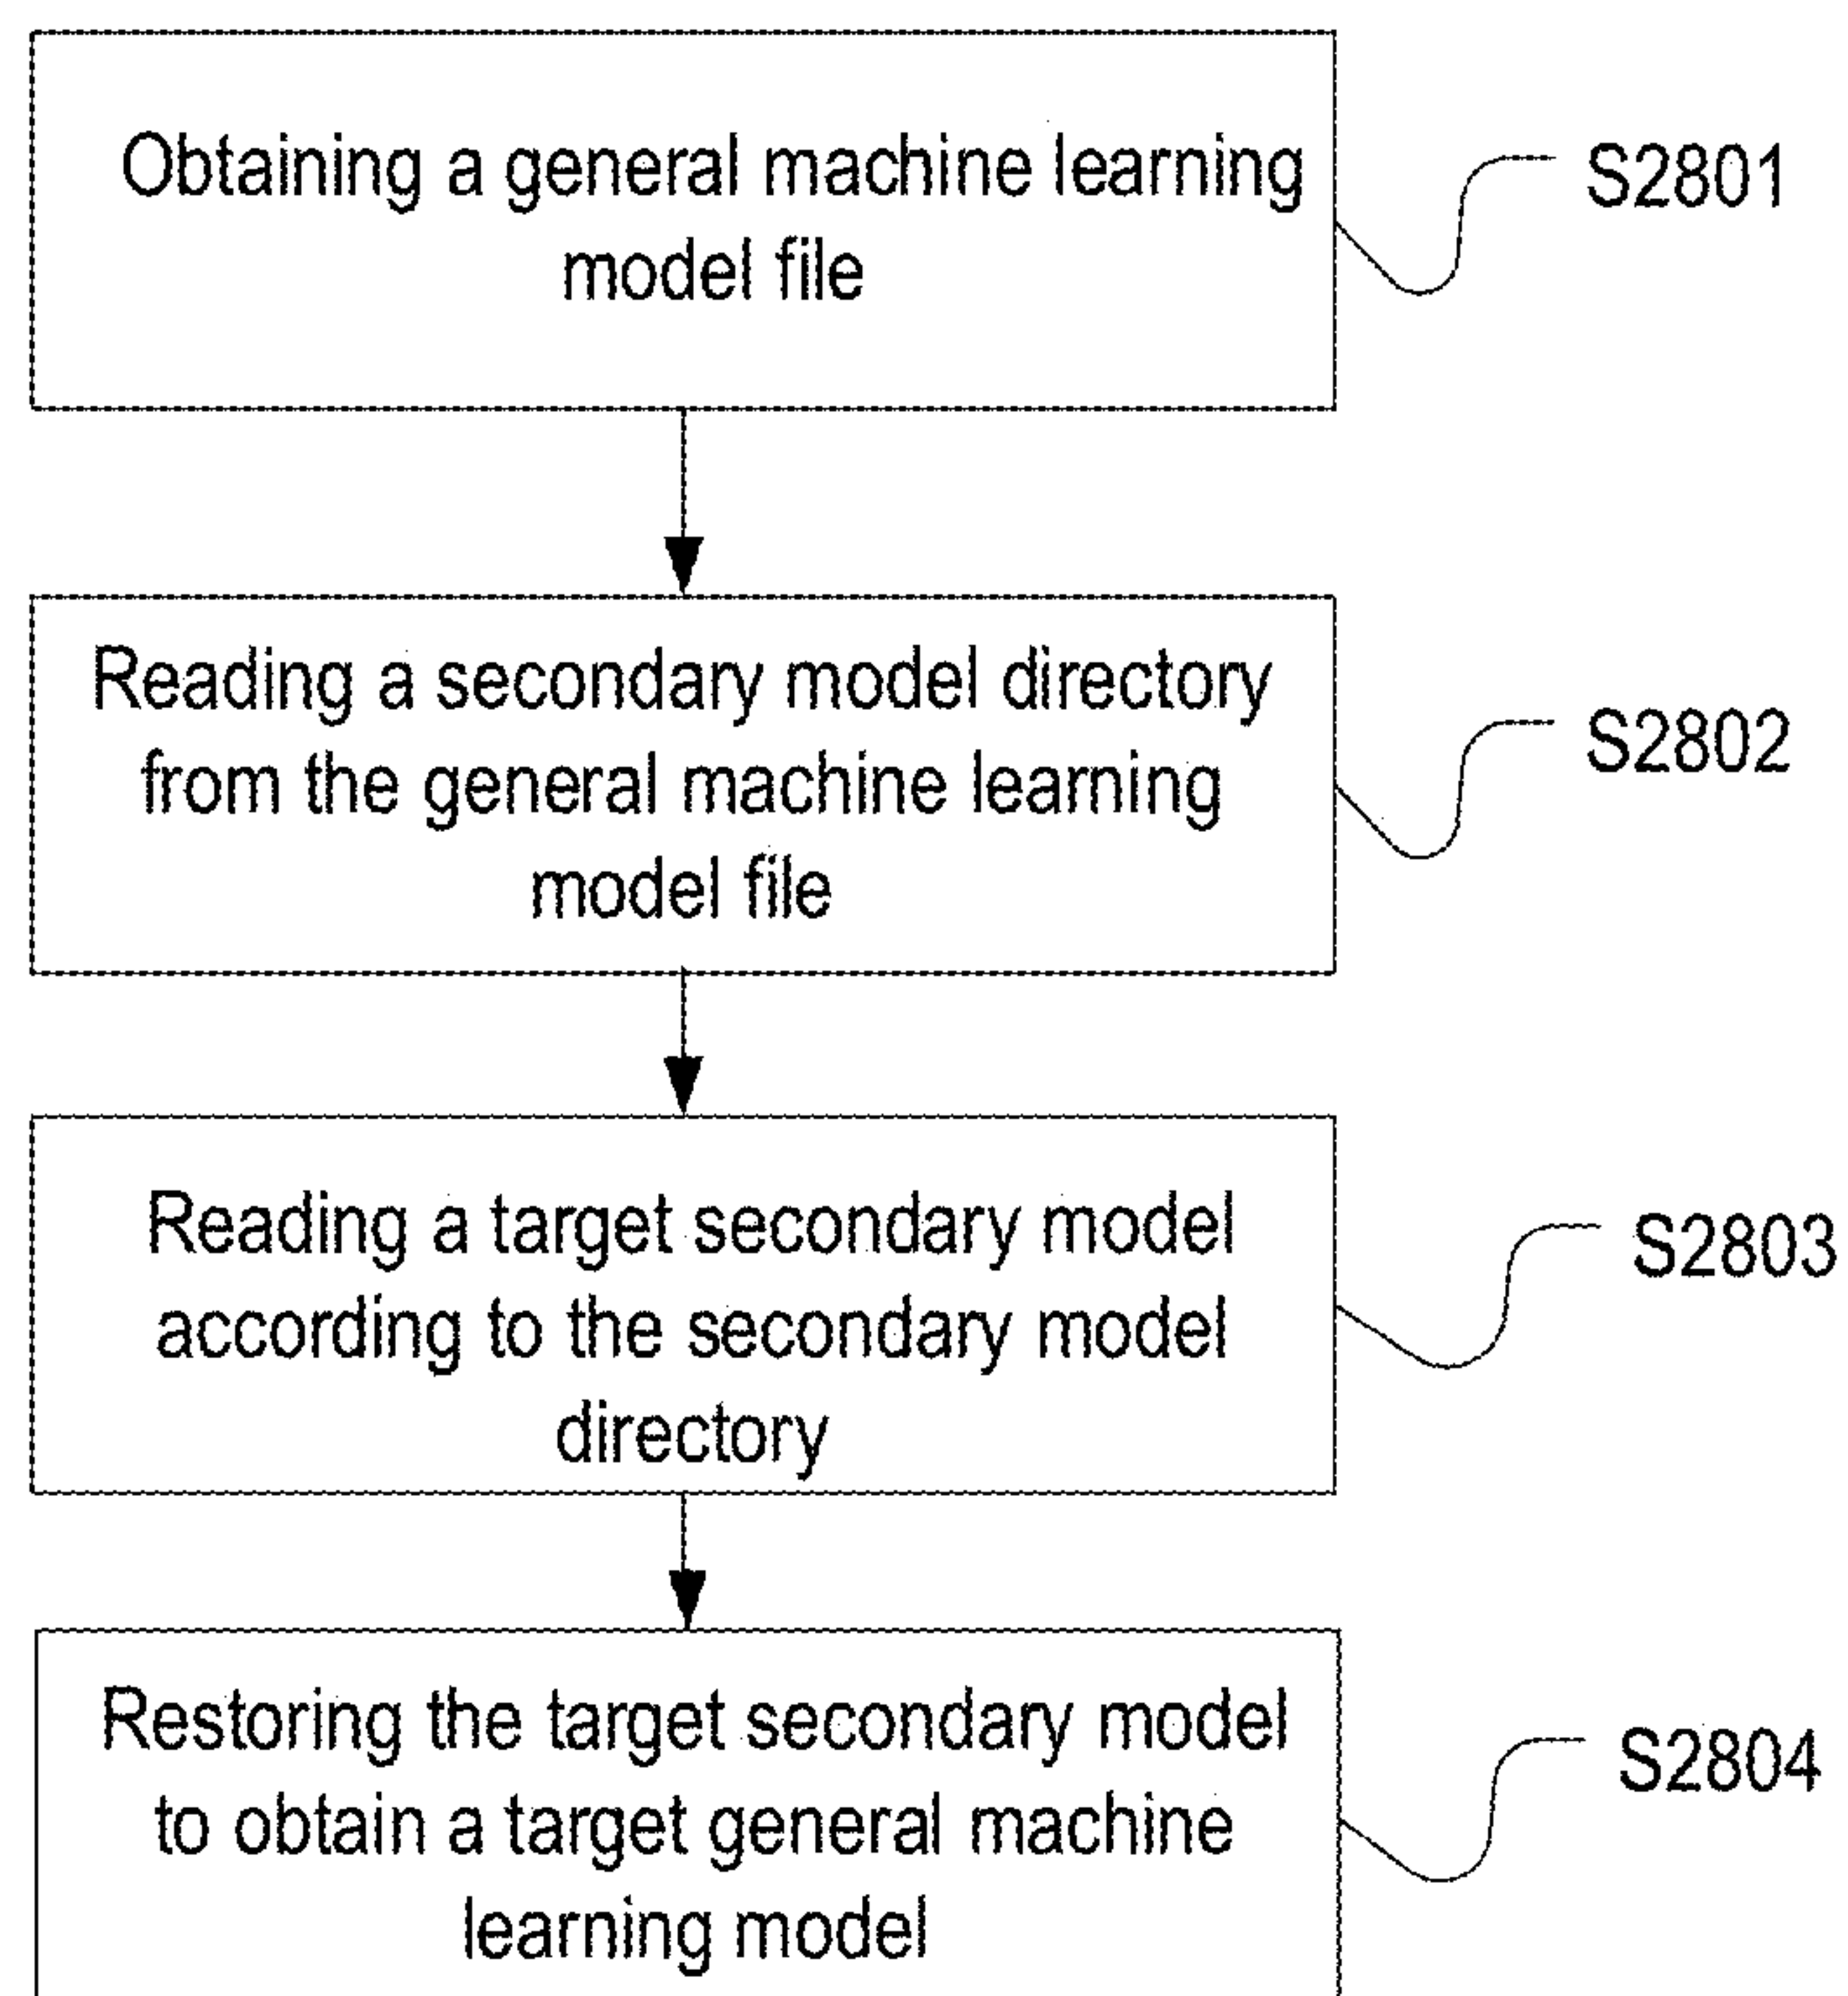 Obtaining a general machine learning
model file
S2801
Reading a secondary model directory
from the general machine learning
model file
S2802
Reading a target secondary model
according to the secondary model
directory
S2803
Restoring the target secondary model
to obtain a target general machine
learning model
S2804